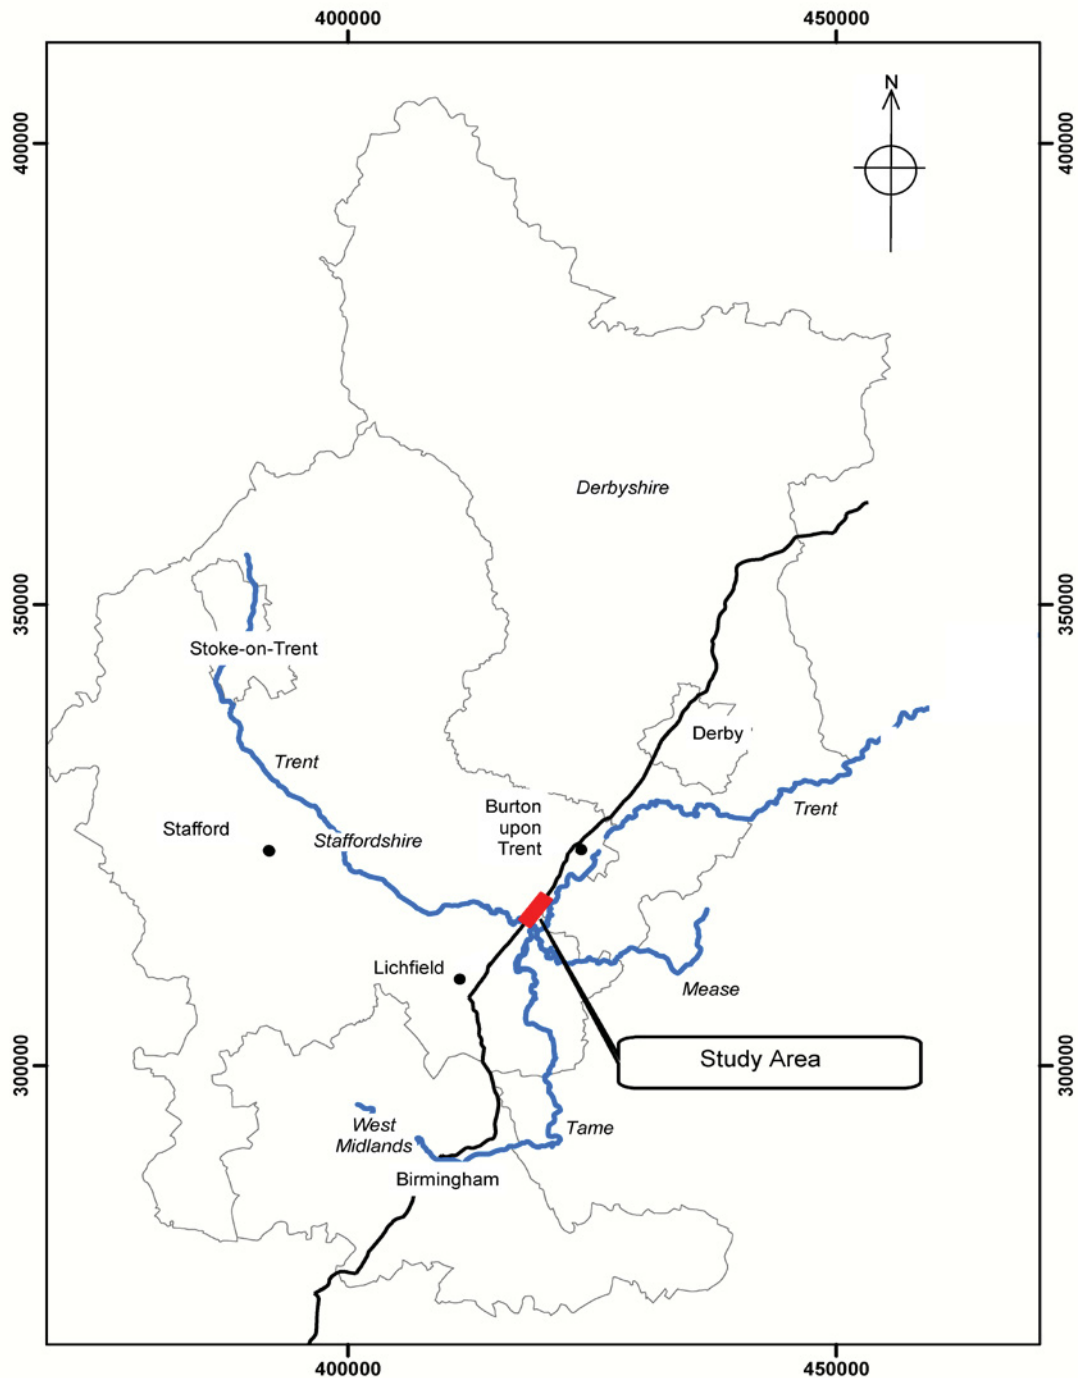 400000
450000
400000
400000
N
Derbyshire
350000
350000
Stoke-on-Trent
Derby
Trent
Burton
upon
Trent
Trent
Stafford
Staffordshire
Lichfield
Mease
Study Area
300000
300000
West
Midlands
Tame
Birmingham
400000
450000